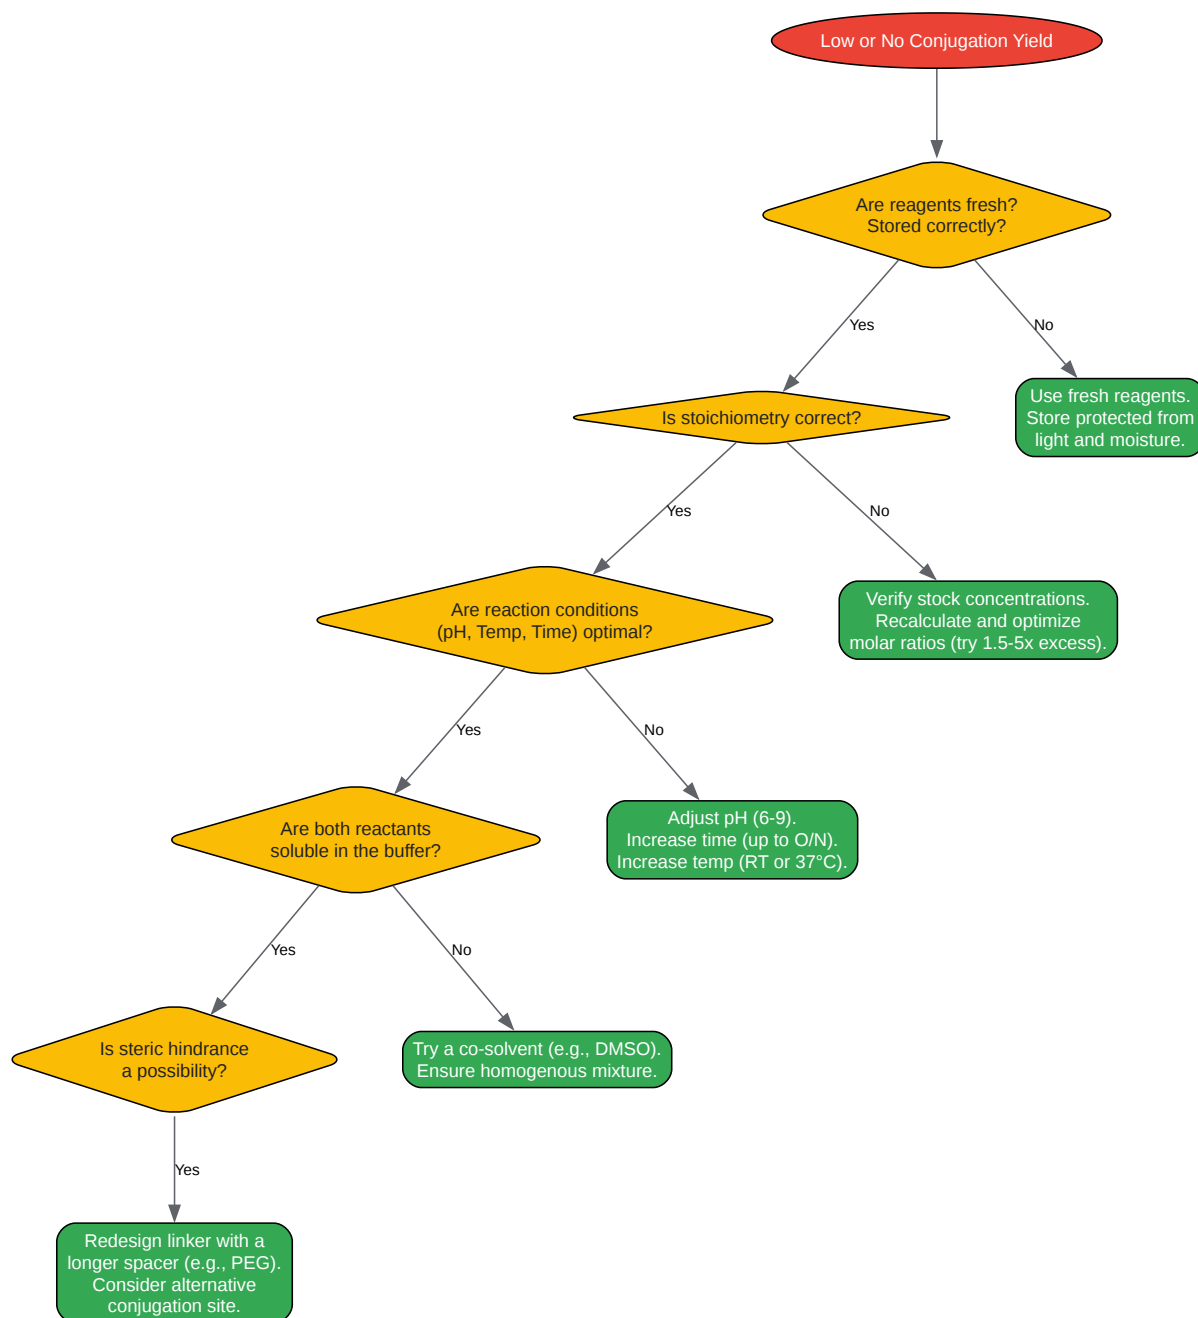 Low or No Conjugation Yield
Are reagents fresh?
Stored correctly?
Yes
No
Use fresh reagents.
Store protected from
light and moisture.
Is stoichiometry correct?
Yes
No
Verify stock concentrations.
Recalculate and optimize
molar ratios (try 1.5-5x excess).
Are reaction conditions
(pH, Temp, Time) optimal?
Yes
No
Adjust pH (6-9).
Increase time (up to O/N).
Increase temp (RT or 37°C).
Are both reactants
soluble in the buffer?
Yes
No
Try a co-solvent (e.g., DMSO).
Ensure homogenous mixture.
Is steric hindrance
a possibility?
Yes
Redesign linker with a
longer spacer (e.g., PEG).
Consider alternative
conjugation site.